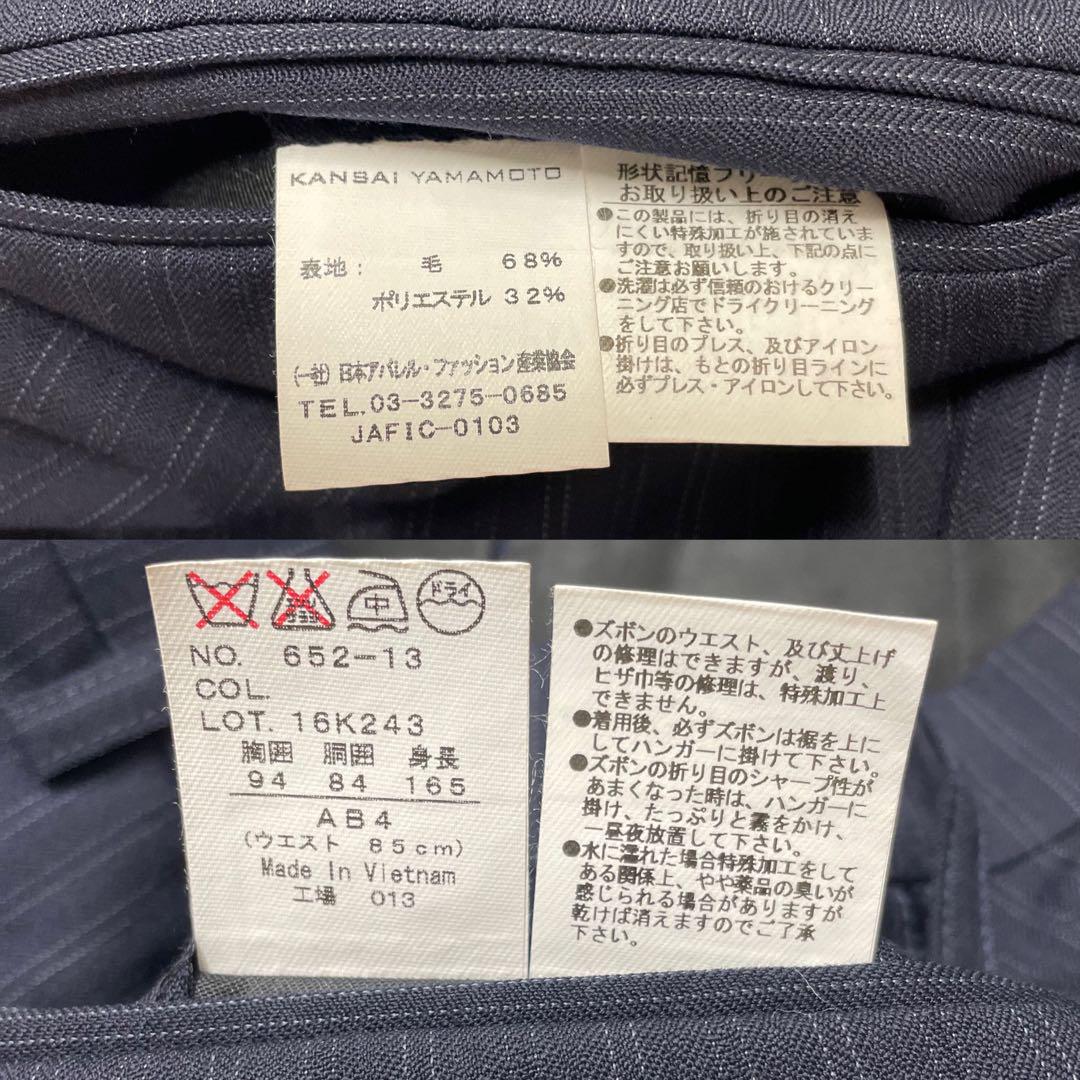 KANSAI YAMAMOTO
表地： 毛 68%
ポリエステル 32%
(一社)日本アパレル・ファッション産業協会
TEL.03-3275-0685
JAFIC-0103
形状記憶プリー
お取り扱い上のご注意
●この製品には、折り目の消え
にくい特殊加工が施されていま
すので、取り扱い上、下記の点に
ご注意お願いします。
●洗濯は必ず信頼のおけるクリー
ニング店でドライクリーニング
をして下さい。
●折り目のプレス、及びアイロン
掛けは、もとの折り目ラインに
必ずプレス・アイロンして下さい。
エンソ サラシ 中 ドライ
NO. 652-13
COL.
LOT. 16K243
胸囲 胴囲 身長
94 84 165
AB4
(ウエスト 85cm)
Made In Vietnam
工場 013
●ズボンのウエスト、及び丈上げ
の修理はできますが、渡り、
ヒザ巾等の修理は、特殊加工上
できません。
●着用後、必ずズボンは裾を上に
してハンガーに掛けて下さい。
●ズボンの折り目のシャープ性が
あまくなった時は、ハンガーに
掛け、たっぷりと霧をかけ、
一昼夜放置して下さい。
●水に濡れた場合特殊加工をして
ある関係上、やや薬品の臭いが
感じられる場合がありますが
乾けば消えますのでご了承
下さい。